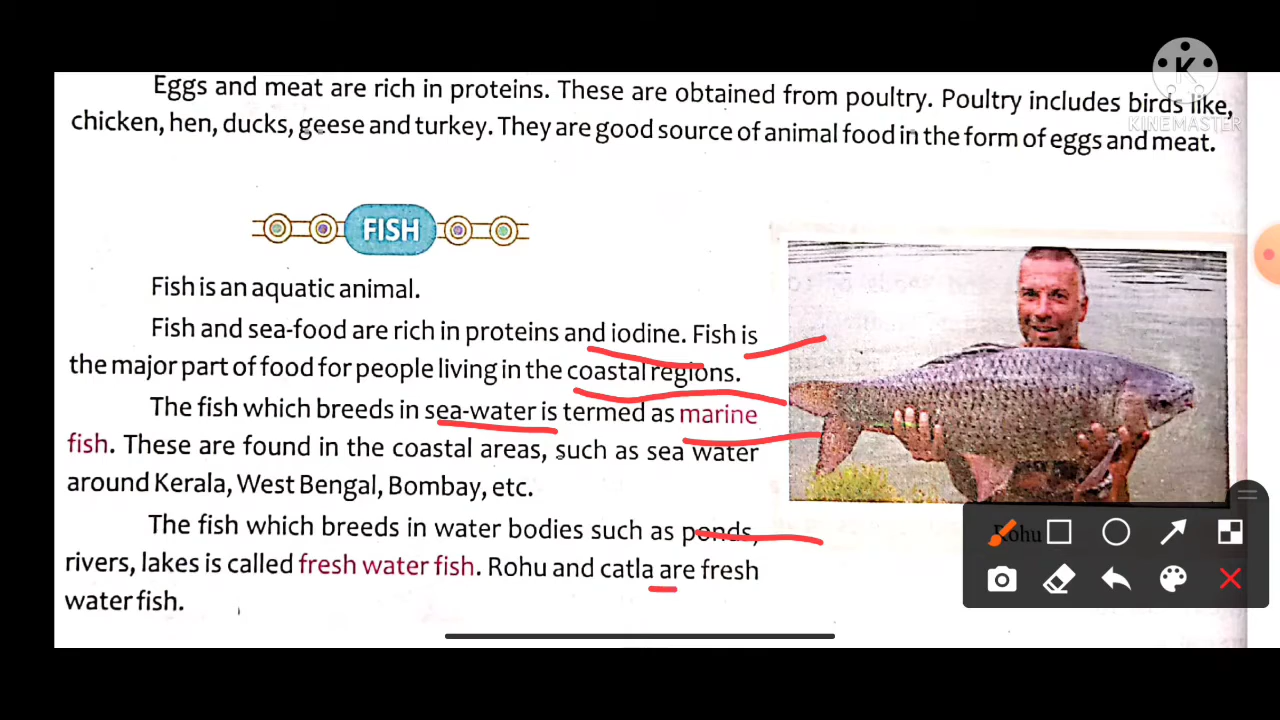 Eggs and meat are rich in proteins. These are obtained from poultry. Poultry includes birds like,
chicken, hen, ducks, geese and turkey. They are good source of animal food in the form of eggs and meat.
FISH
Fish is an aquatic animal.
Fish and sea-food are rich in proteins and iodine. Fish is
the major part of food for people living in the coastal regions.
The fish which breeds in sea-water is termed as marine
fish. These are found in the coastal areas, such as sea water
around Kerala, West Bengal, Bombay, etc.
The fish which breeds in water bodies such as ponds,
rivers, lakes is called fresh water fish. Rohu and catla are fresh
water fish.
Rohu
K
KINEMASTER